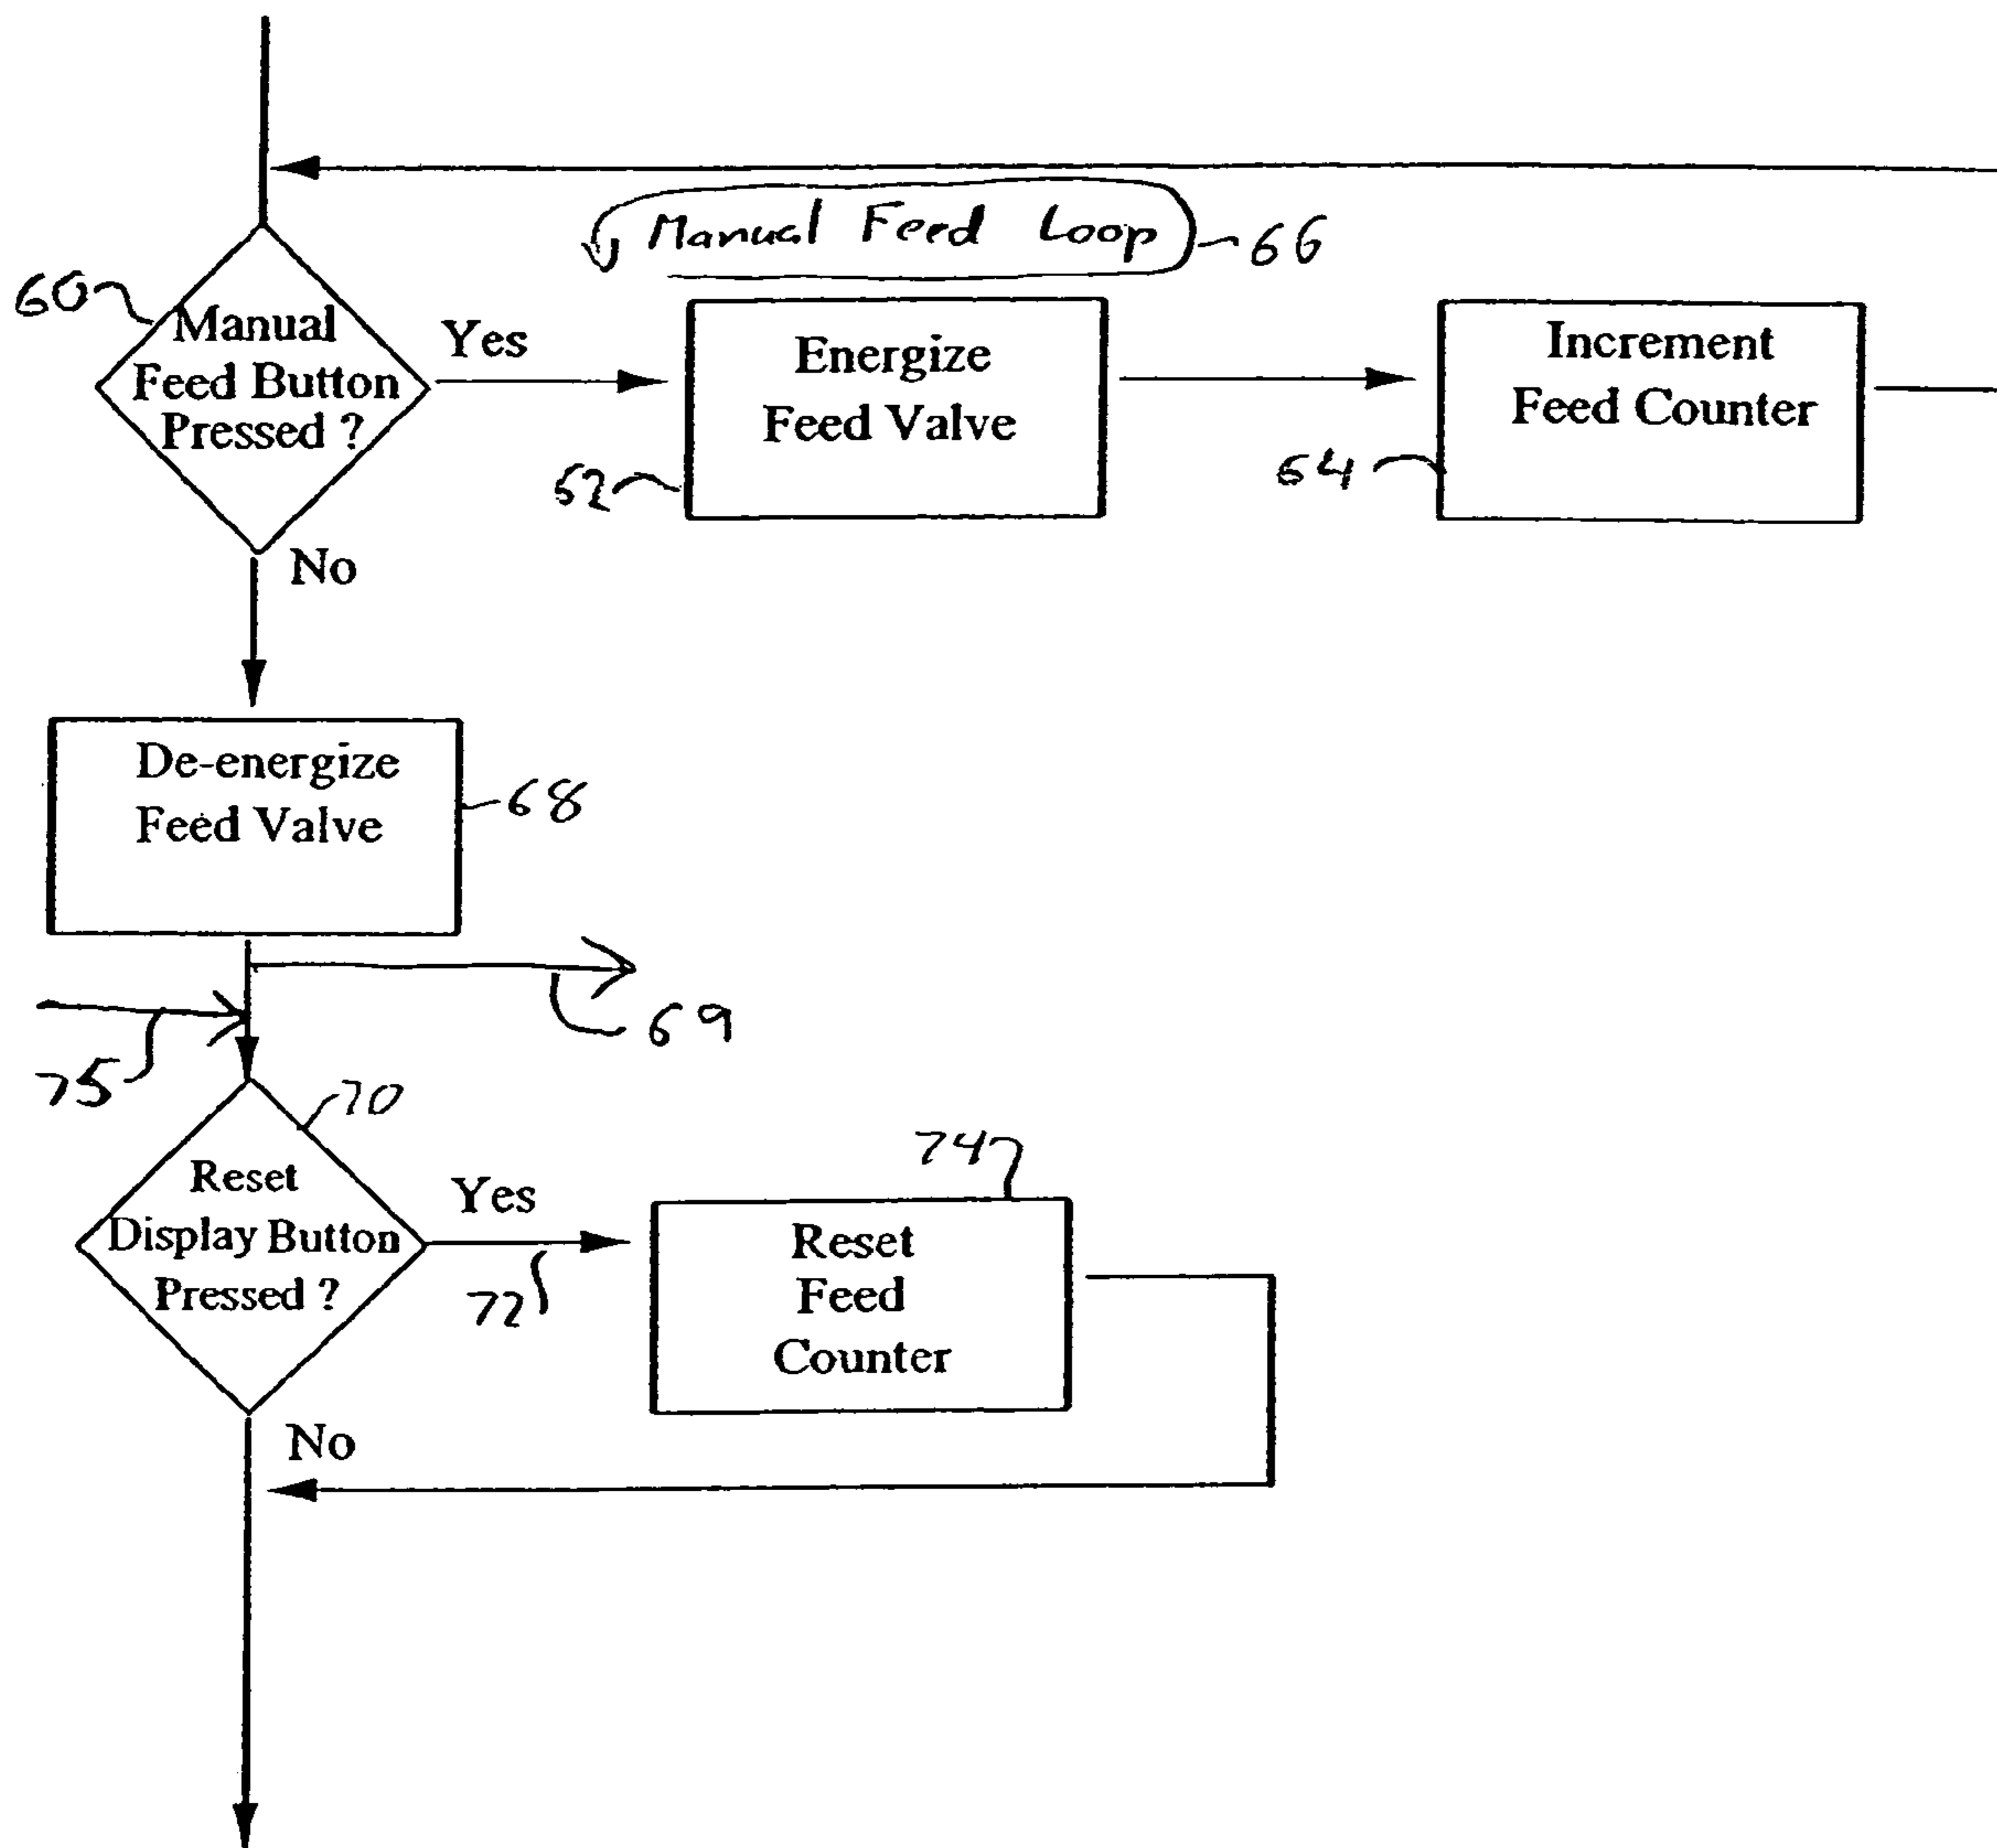 Manual Feed Loop
66
60
Manual
Feed Button
Pressed ?
Yes
Energize
Feed Valve
62
Increment
Feed Counter
64
No
De-energize
Feed Valve
68
69
75
70
Reset
Display Button
Pressed ?
Yes
72
74
Reset
Feed
Counter
No